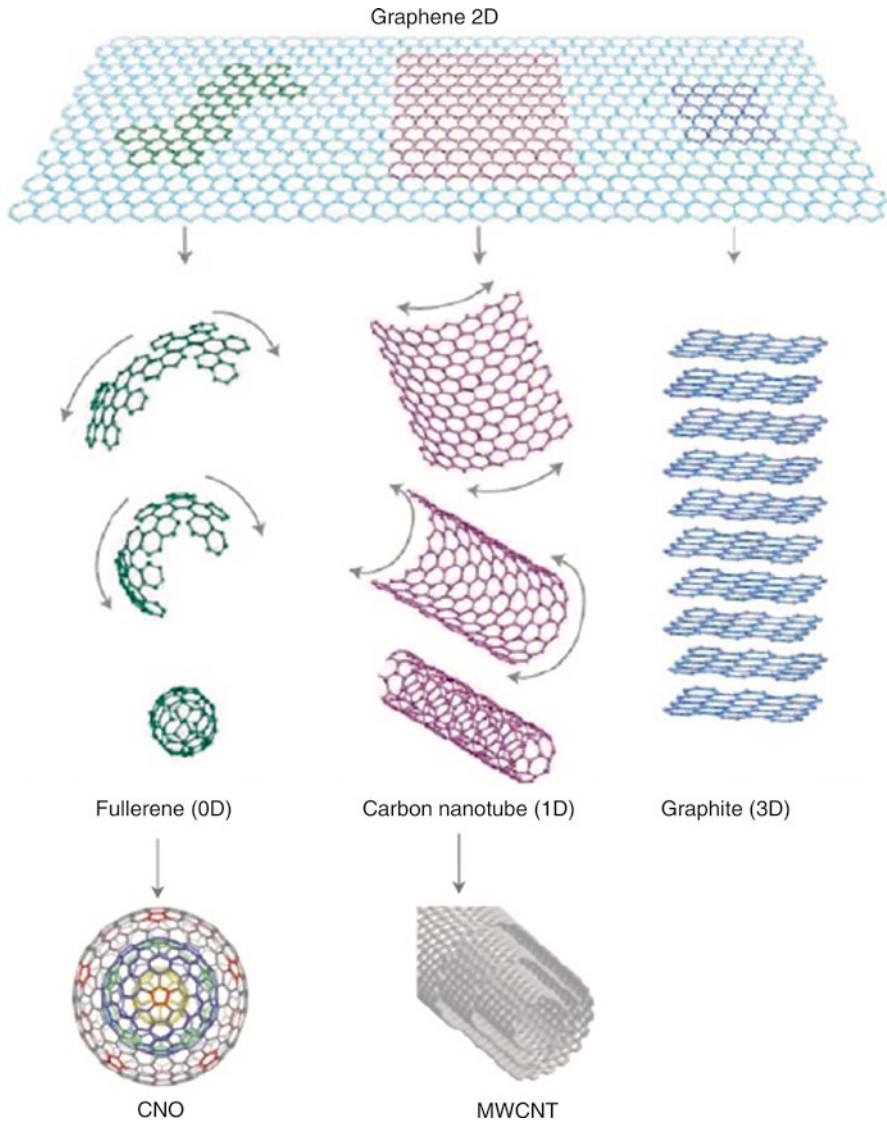 Graphene 2D
Fullerene (0D)
Carbon nanotube (1D)
Graphite (3D)
CNO
MWCNT